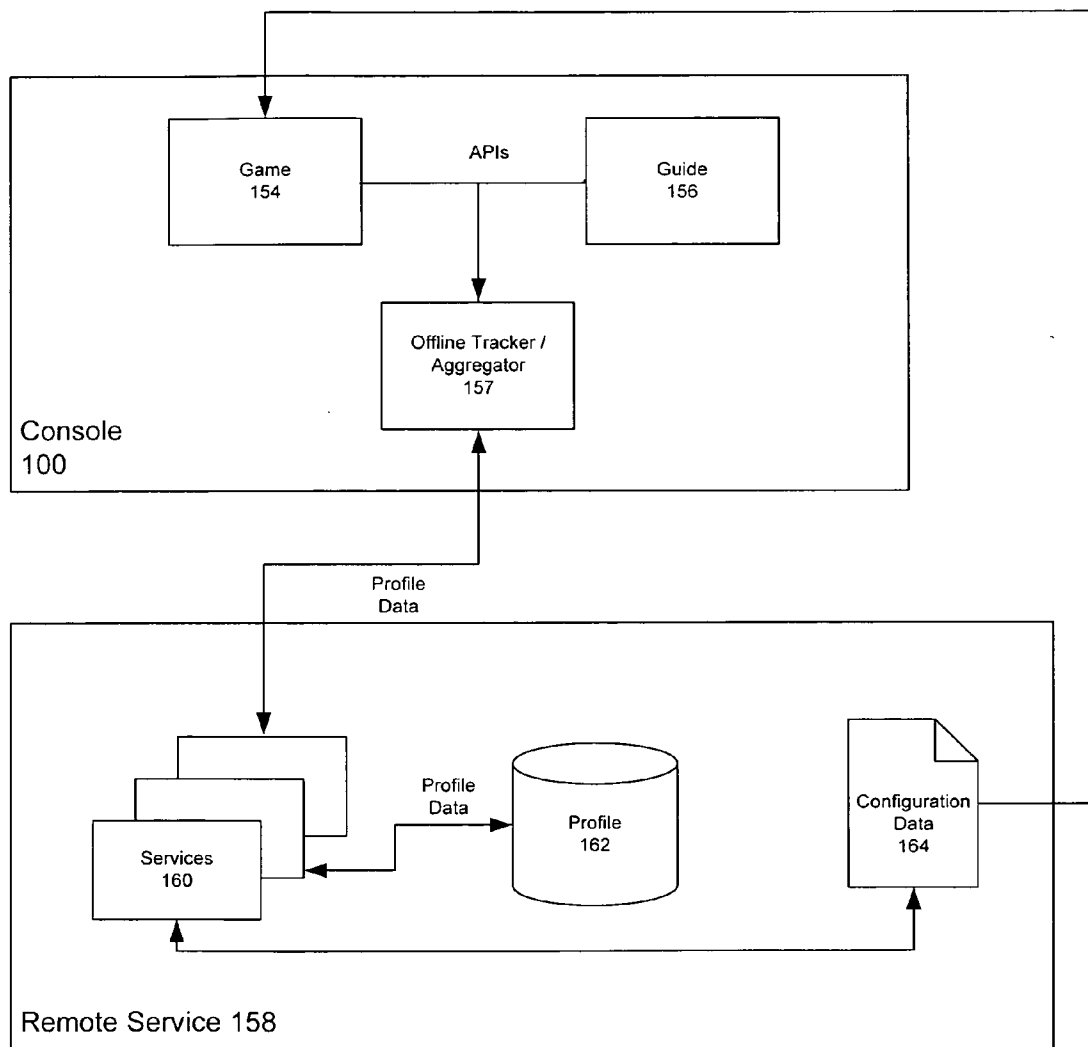 Game
154
APIs
Guide
156
Offline Tracker /
Aggregator
157
Console
100
Profile
Data
Profile
Data
Services
160
Profile
162
Configuration
Data
164
Remote Service 158